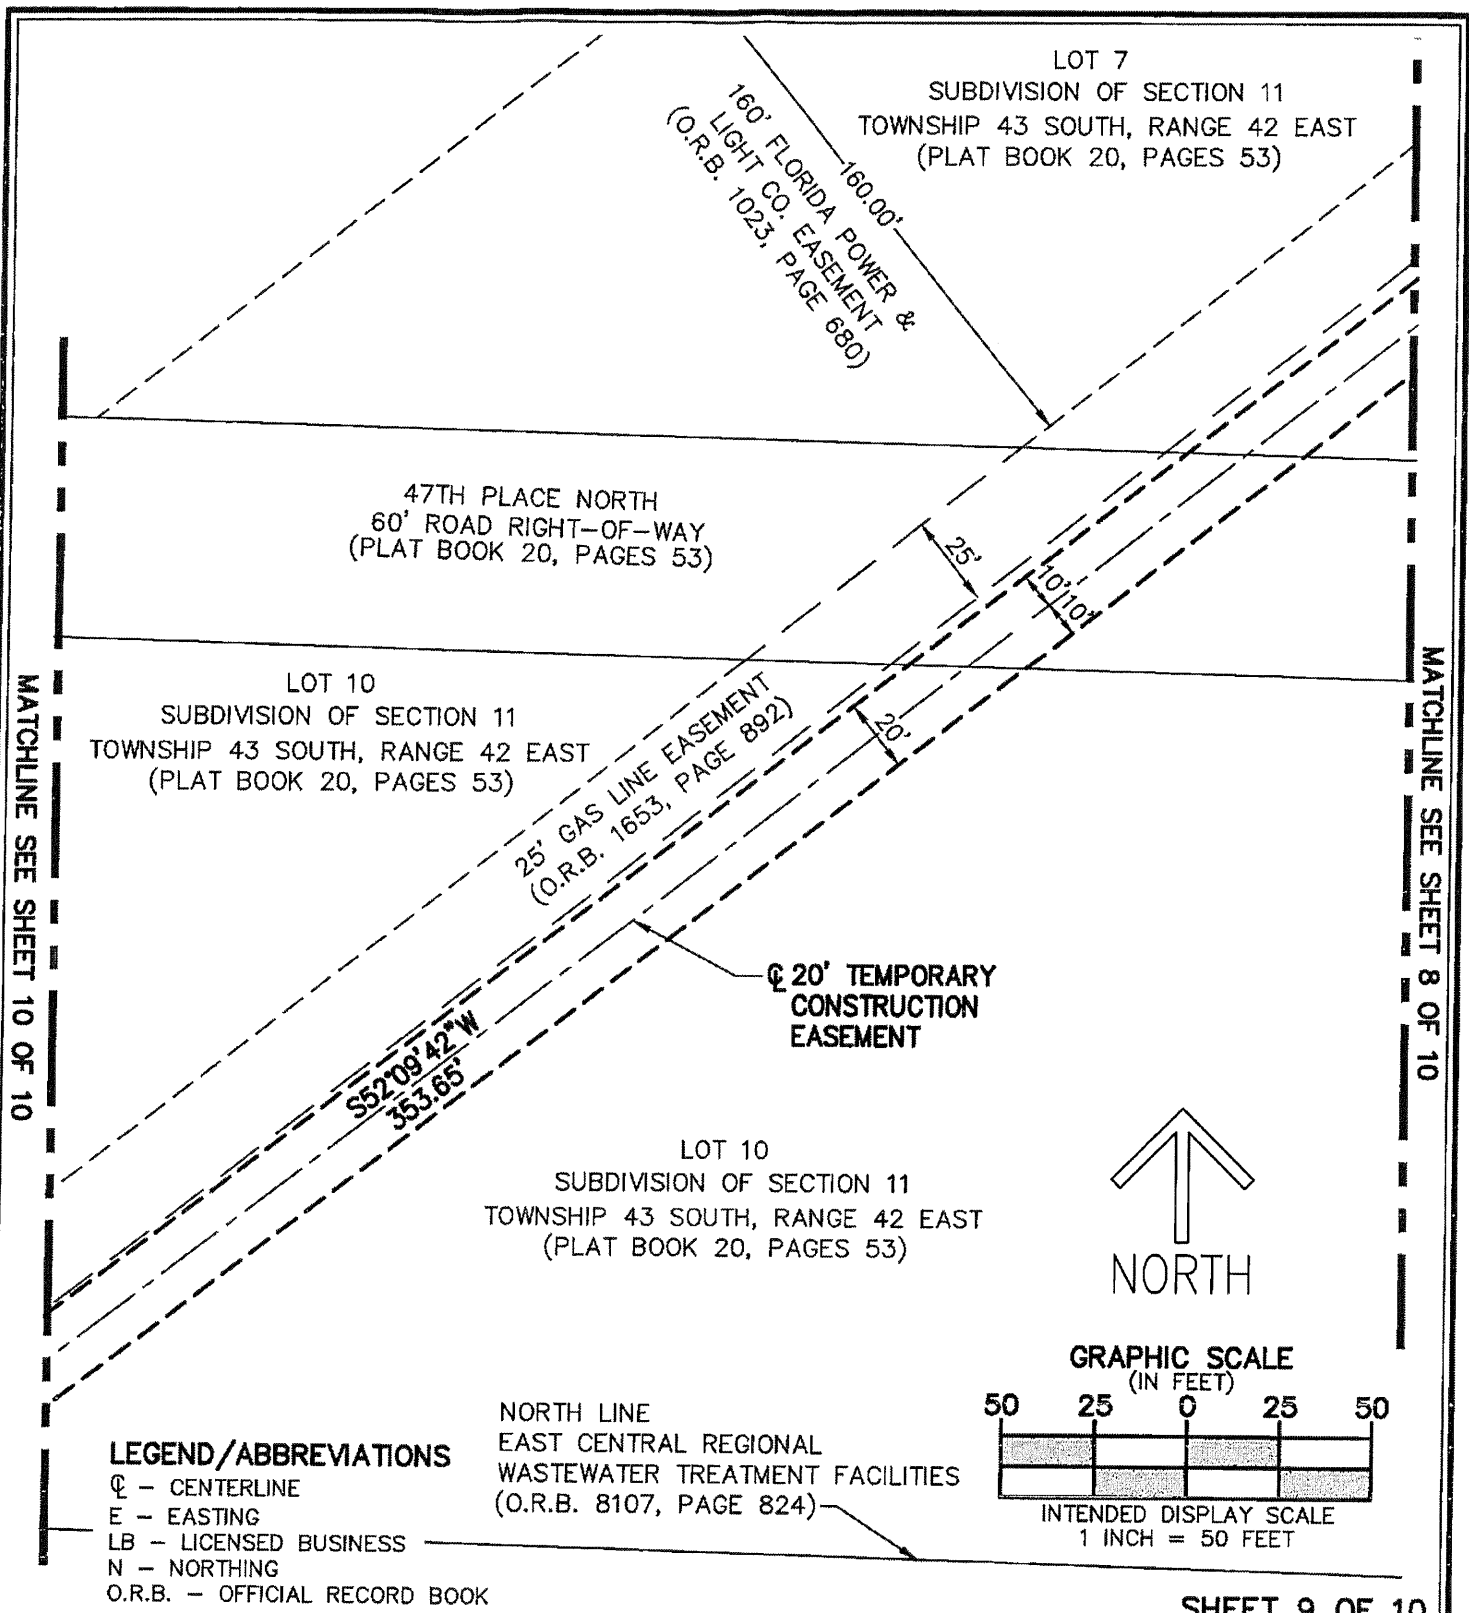 LOT 7
SUBDIVISION OF SECTION 11
TOWNSHIP 43 SOUTH, RANGE 42 EAST
(PLAT BOOK 20, PAGES 53)
160.00'
160' FLORIDA POWER &
LIGHT CO. EASEMENT
(O.R.B. 1023, PAGE 680)
47TH PLACE NORTH
60' ROAD RIGHT-OF-WAY
(PLAT BOOK 20, PAGES 53)
25'
10'
10'
20'
LOT 10
SUBDIVISION OF SECTION 11
TOWNSHIP 43 SOUTH, RANGE 42 EAST
(PLAT BOOK 20, PAGES 53)
25' GAS LINE EASEMENT
(O.R.B. 1653, PAGE 892)
MATCHLINE SEE SHEET 10 OF 10
MATCHLINE SEE SHEET 8 OF 10
℄ 20' TEMPORARY
CONSTRUCTION
EASEMENT
S52°09'42"W
353.65'
LOT 10
SUBDIVISION OF SECTION 11
TOWNSHIP 43 SOUTH, RANGE 42 EAST
(PLAT BOOK 20, PAGES 53)
NORTH
GRAPHIC SCALE
(IN FEET)
50 25 0 25 50
INTENDED DISPLAY SCALE
1 INCH = 50 FEET
NORTH LINE
EAST CENTRAL REGIONAL
WASTEWATER TREATMENT FACILITIES
(O.R.B. 8107, PAGE 824)
LEGEND/ABBREVIATIONS
℄ - CENTERLINE
E - EASTING
LB - LICENSED BUSINESS
N - NORTHING
O.R.B. - OFFICIAL RECORD BOOK
SHEET 9 OF 10